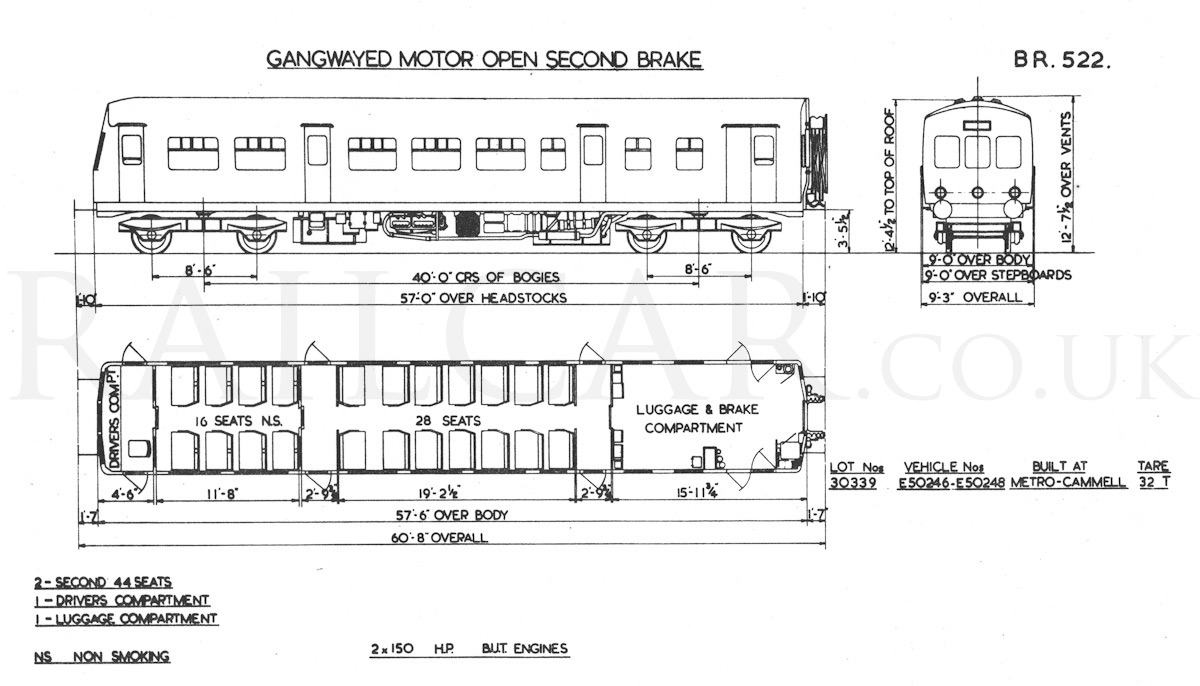 GANGWAYED MOTOR OPEN SECOND BRAKE
BR. 522.
12'-4½" TO TOP OF ROOF
12'-7½" OVER VENTS
3'-5½"
8'-6"
40'-0" CRS OF BOGIES
8'-6"
1'-10"
57'-0" OVER HEADSTOCKS
1'-10"
9'-0" OVER BODY
9'-0" OVER STEPBOARDS
9'-3" OVERALL
RAILCAR.CO.UK
DRIVERS COMPT.
16 SEATS N.S.
28 SEATS
LUGGAGE & BRAKE
COMPARTMENT
4'-6"
11'-8"
2'-9¾"
19'-2½"
2'-9¾"
15'-11¾"
1'-7"
57'-6" OVER BODY
1'-7"
60'-8" OVERALL
LOT Nos VEHICLE Nos BUILT AT TARE
30339 E50246-E50248 METRO-CAMMELL 32 T
2 - SECOND 44 SEATS
1 - DRIVERS COMPARTMENT
1 - LUGGAGE COMPARTMENT
NS NON SMOKING
2 x 150 H.P. B.U.T. ENGINES